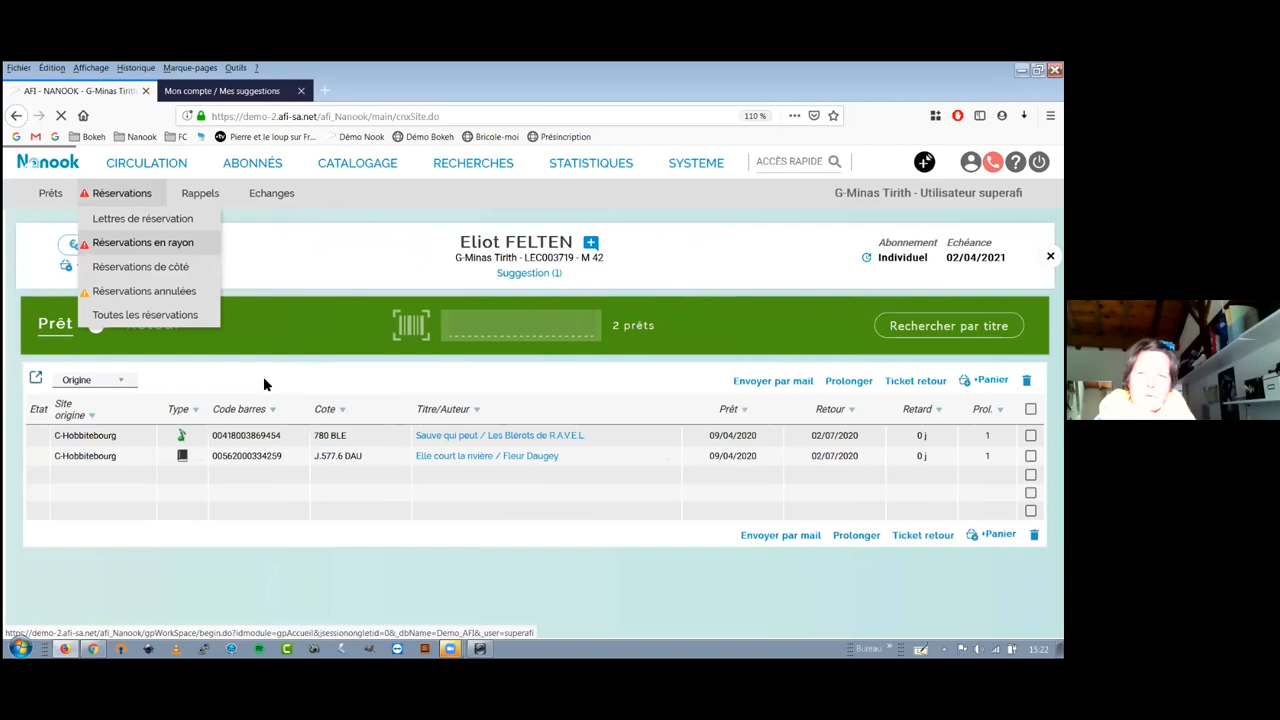 Fichier Édition Affichage Historique Marque-pages Outils ?
AFI - NANOOK - G-Minas Tirith Mon compte / Mes suggestions
https://demo-2.afi-sa.net/afi_Nanook/main/cnxSite.do 110 %
Bokeh Nanook FC Pierre et le loup sur Fr... Démo Nook Démo Bokeh Bricole-moi Présincription
Nanook CIRCULATION ABONNÉS CATALOGAGE RECHERCHES STATISTIQUES SYSTEME ACCÈS RAPIDE
Prêts Réservations Rappels Echanges G-Minas Tirith - Utilisateur superafi
Lettres de réservation
Réservations en rayon
Réservations de côté
Réservations annulées
Toutes les réservations
Eliot FELTEN
G-Minas Tirith - LEC003719 - M 42
Suggestion (1)
Abonnement Echéance
Individuel 02/04/2021
Prêt 2 prêts Rechercher par titre
Origine Envoyer par mail Prolonger Ticket retour +Panier
Etat Site origine Type Code barres Cote Titre/Auteur Prêt Retour Retard Prol.
C-Hobbitebourg 00418003869454 780 BLE Sauve qui peut / Les Blérots de R.A.V.E.L. 09/04/2020 02/07/2020 0 j 1
C-Hobbitebourg 00562000334259 J.577.6 DAU Elle court la rivière / Fleur Daugey 09/04/2020 02/07/2020 0 j 1
Envoyer par mail Prolonger Ticket retour +Panier
https://demo-2.afi-sa.net/afi_Nanook/gpWorkSpace/begin.do?idmodule=gpAccueil&jsessionongletid=0&_dbName=Demo_AFI&_user=superafi
Bureau » 15:22